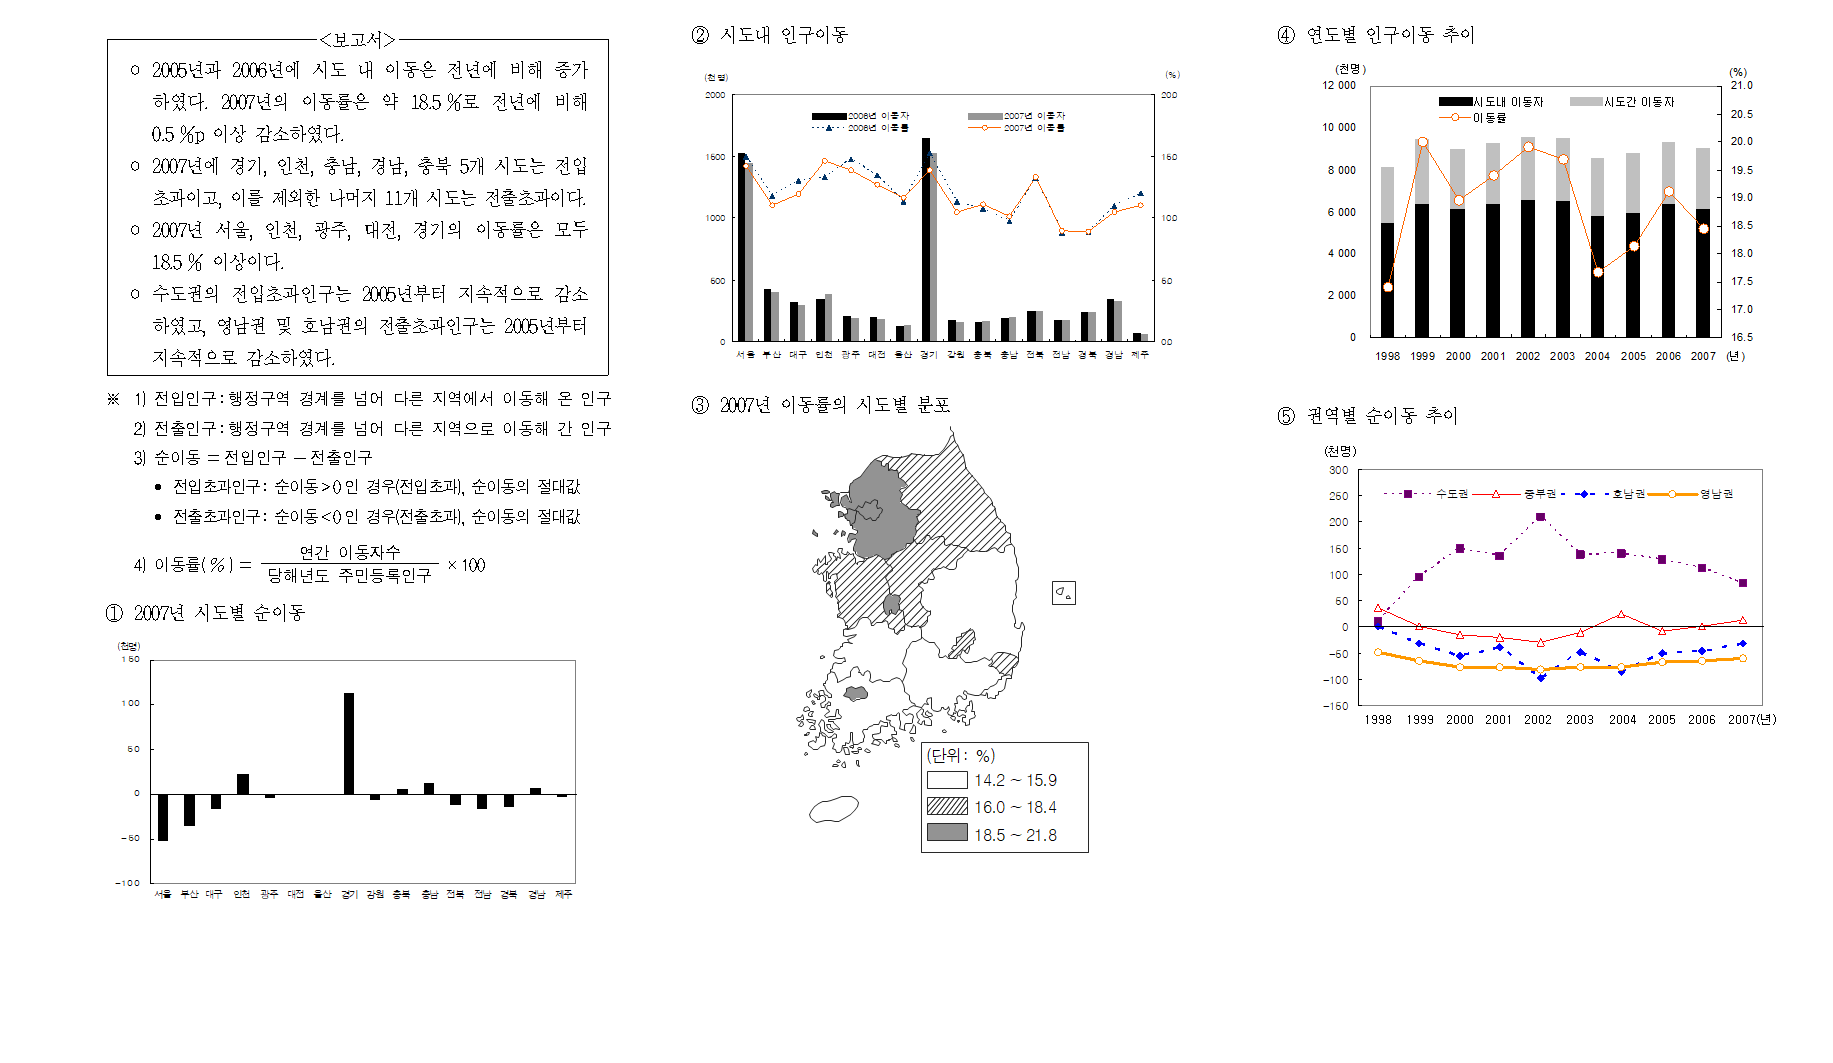 <보고서>
○ 2005년과 2006년에 시도 내 이동은 전년에 비해 증가
하였다. 2007년의 이동률은 약 18.5 %로 전년에 비해
0.5 %p 이상 감소하였다.
○ 2007년에 경기, 인천, 충남, 경남, 충북 5개 시도는 전입
초과이고, 이를 제외한 나머지 11개 시도는 전출초과이다.
○ 2007년 서울, 인천, 광주, 대전, 경기의 이동률은 모두
18.5 % 이상이다.
○ 수도권의 전입초과인구는 2005년부터 지속적으로 감소
하였고, 영남권 및 호남권의 전출초과인구는 2005년부터
지속적으로 감소하였다.
※ 1) 전입인구 : 행정구역 경계를 넘어 다른 지역에서 이동해 온 인구
2) 전출인구 : 행정구역 경계를 넘어 다른 지역으로 이동해 간 인구
3) 순이동 = 전입인구 − 전출인구
• 전입초과인구 : 순이동 > 0 인 경우(전입초과), 순이동의 절대값
• 전출초과인구 : 순이동 < 0 인 경우(전출초과), 순이동의 절대값
4) 이동률( % ) = 연간 이동자수 / 당해년도 주민등록인구 × 100
① 2007년 시도별 순이동
(천명)
150
100
50
0
-50
-100
서울 부산 대구 인천 광주 대전 울산 경기 강원 충북 충남 전북 전남 경북 경남 제주
② 시도내 인구이동
(천명) (%)
2000 20.0
2006년 이동자 2007년 이동자
2006년 이동률 2007년 이동률
1500 15.0
1000 10.0
500 5.0
0 0.0
서울 부산 대구 인천 광주 대전 울산 경기 강원 충북 충남 전북 전남 경북 경남 제주
③ 2007년 이동률의 시도별 분포
(단위 : %)
14.2 ~ 15.9
16.0 ~ 18.4
18.5 ~ 21.8
④ 연도별 인구이동 추이
(천명) (%)
12 000 21.0
시도내 이동자 시도간 이동자
이동률
20.5
10 000 20.0
19.5
8 000 19.0
6 000 18.5
4 000 18.0
17.5
2 000 17.0
0 16.5
1998 1999 2000 2001 2002 2003 2004 2005 2006 2007 (년)
⑤ 권역별 순이동 추이
(천명)
300
250
수도권 중부권 호남권 영남권
200
150
100
50
0
-50
-100
-150
1998 1999 2000 2001 2002 2003 2004 2005 2006 2007(년)